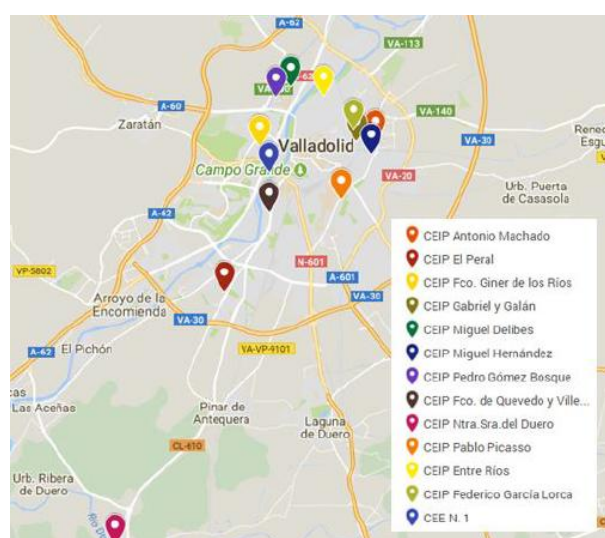 A-62
VA-113
A-60
VA-140
Zaratán
Valladolid
VA-30
Campo Grande
VA-20
Urb. Puerta
de Casasola
A-62
N-601
A-601
VP-5802
VA-30
Arroyo de la
Encomienda
VA-30
A-62
El Pichón
VA-VP-9101
Las Aceñas
Pinar de
Antequera
Laguna
de Duero
CL-610
Urb. Ribera
de Duero
CEIP Antonio Machado
CEIP El Peral
CEIP Fco. Giner de los Ríos
CEIP Gabriel y Galán
CEIP Miguel Delibes
CEIP Miguel Hernández
CEIP Pedro Gómez Bosque
CEIP Fco. de Quevedo y Ville...
CEIP Ntra.Sra.del Duero
CEIP Pablo Picasso
CEIP Entre Ríos
CEIP Federico García Lorca
CEE N. 1